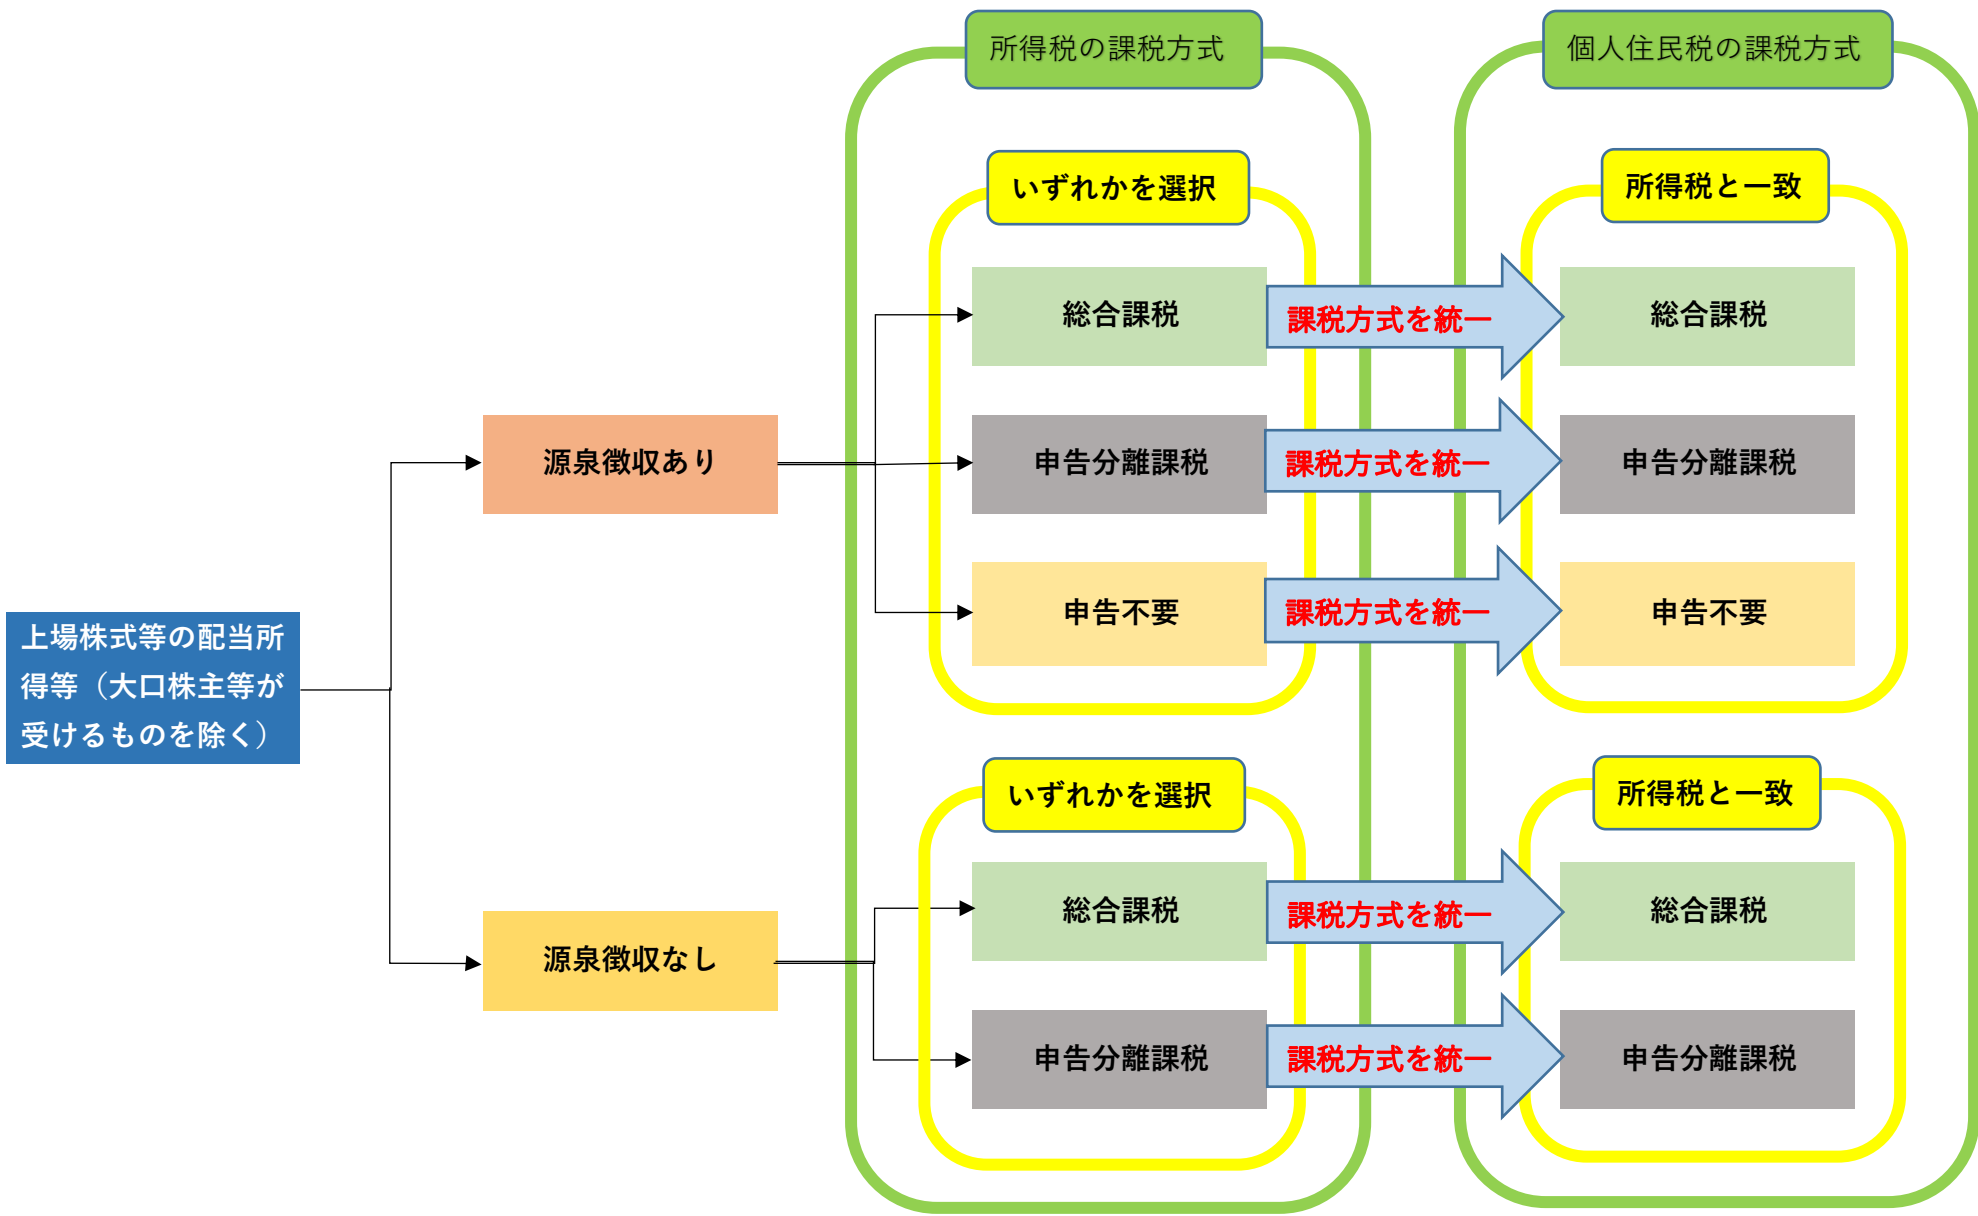 所得税の課税方式
個人住民税の課税方式
いずれかを選択
所得税と一致
総合課税
課税方式を統一
総合課税
源泉徴収あり
申告分離課税
課税方式を統一
申告分離課税
申告不要
課税方式を統一
申告不要
上場株式等の配当所
得等（大口株主等が
受けるものを除く）
いずれかを選択
所得税と一致
総合課税
課税方式を統一
総合課税
源泉徴収なし
申告分離課税
課税方式を統一
申告分離課税